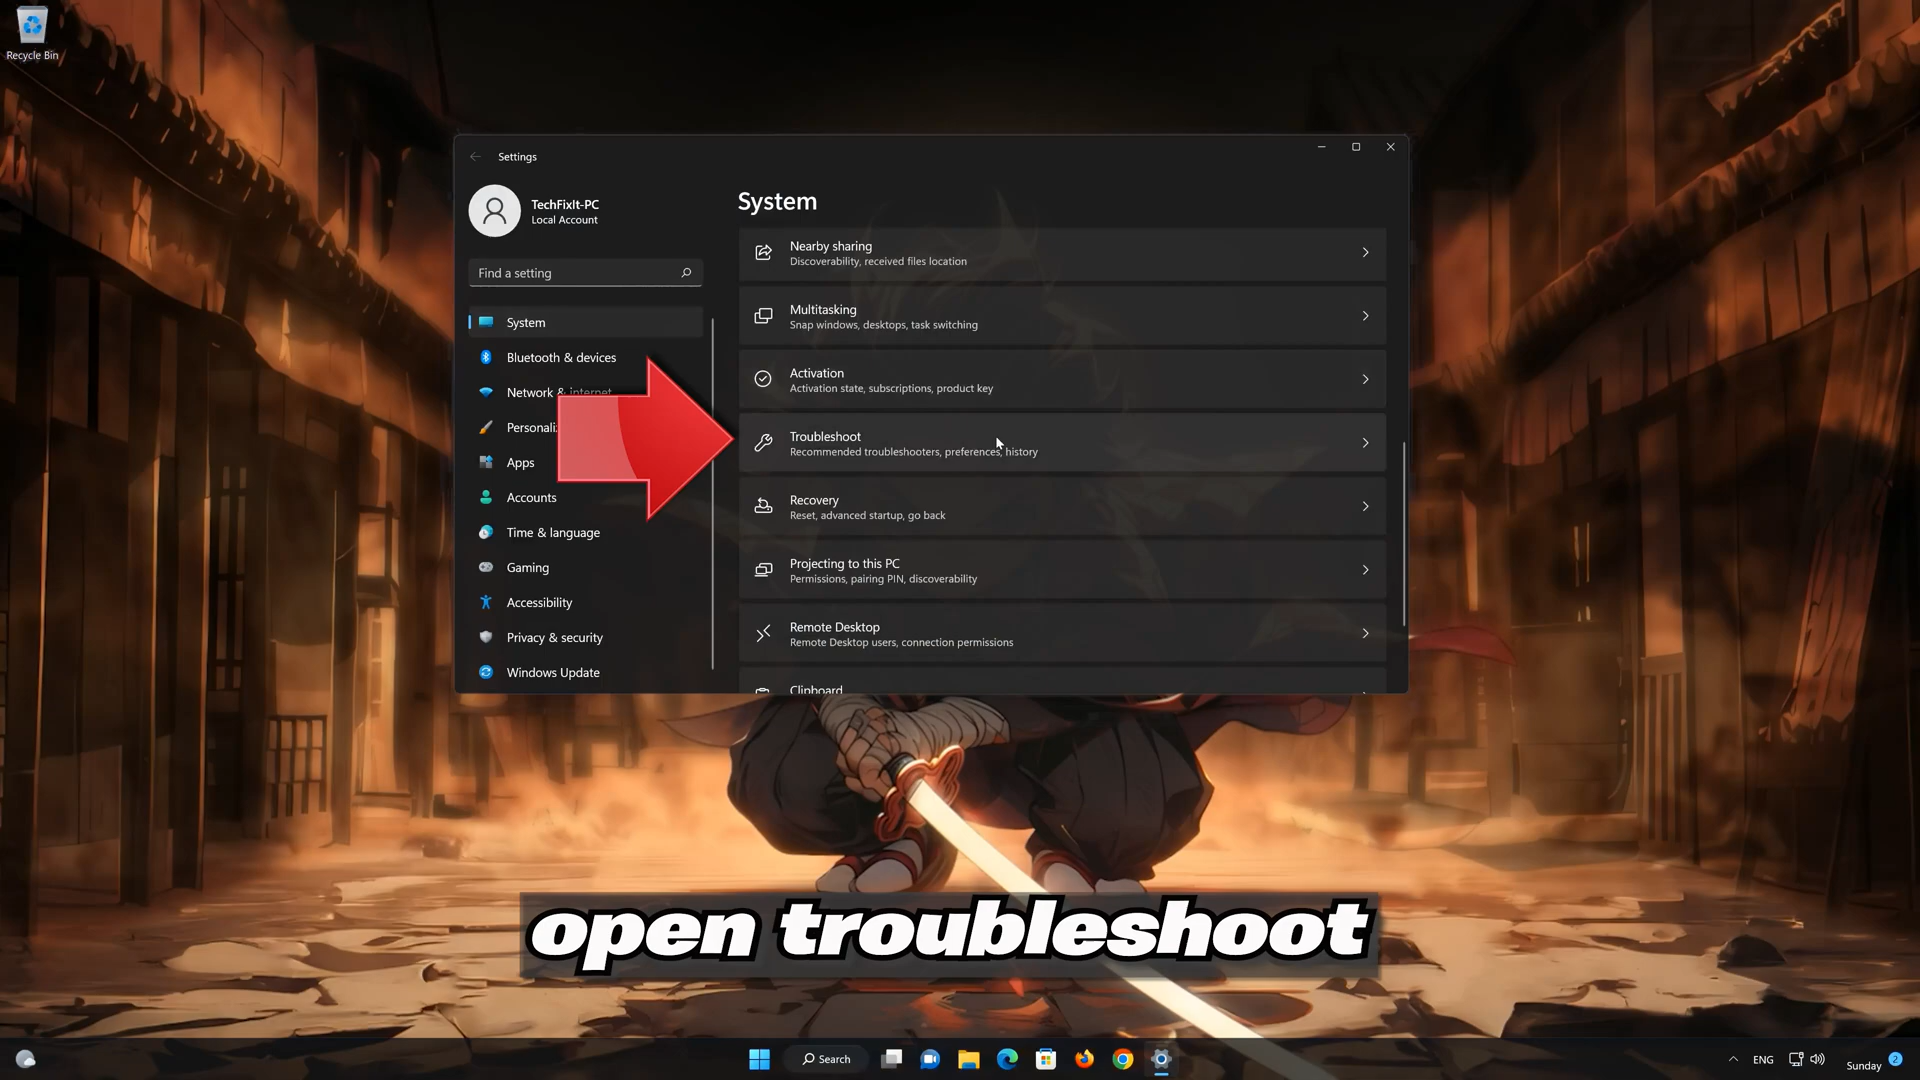 Recycle Bin
Settings
TechFixIt-PC
Local Account
Find a setting
System
Bluetooth & devices
Network & internet
Personali
Apps
Accounts
Time & language
Gaming
Accessibility
Privacy & security
Windows Update
System
Nearby sharing
Discoverability, received files location
Multitasking
Snap windows, desktops, task switching
Activation
Activation state, subscriptions, product key
Troubleshoot
Recommended troubleshooters, preferences, history
Recovery
Reset, advanced startup, go back
Projecting to this PC
Permissions, pairing PIN, discoverability
Remote Desktop
Remote Desktop users, connection permissions
Clipboard
open troubleshoot
Search
ENG
Sunday
2